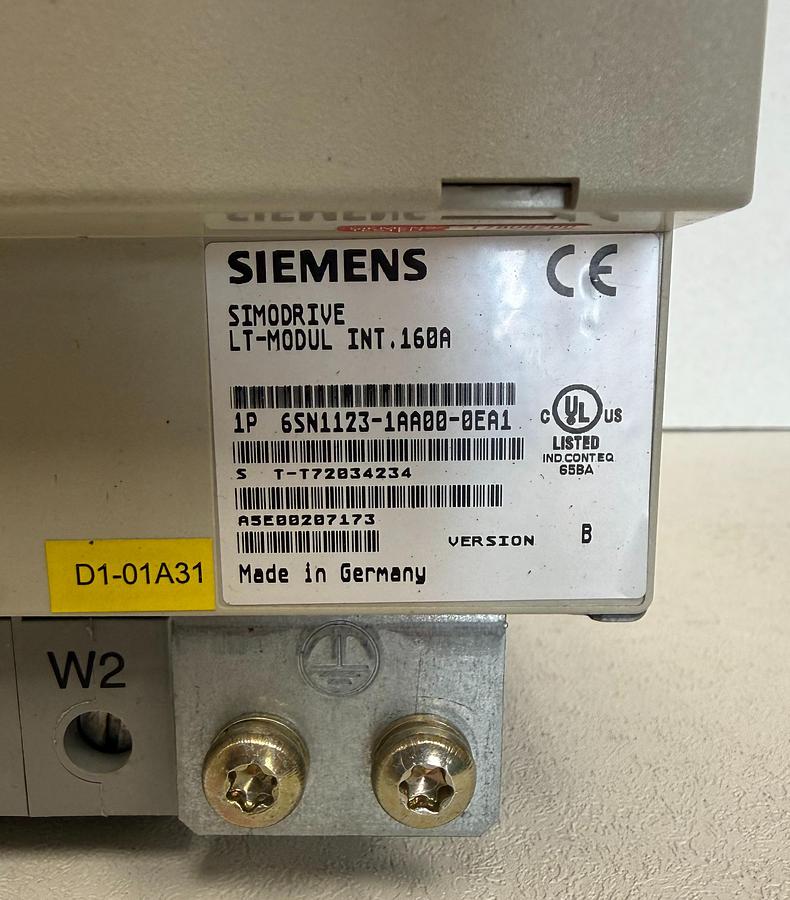 SIEMENS
CE
SIMODRIVE
LT-MODUL INT.160A
1P 6SN1123-1AA00-0EA1
C UL US
LISTED
IND.CONT.EQ.
65BA
S T-T72034234
A5E00207173
VERSION B
Made in Germany
D1-01A31
W2